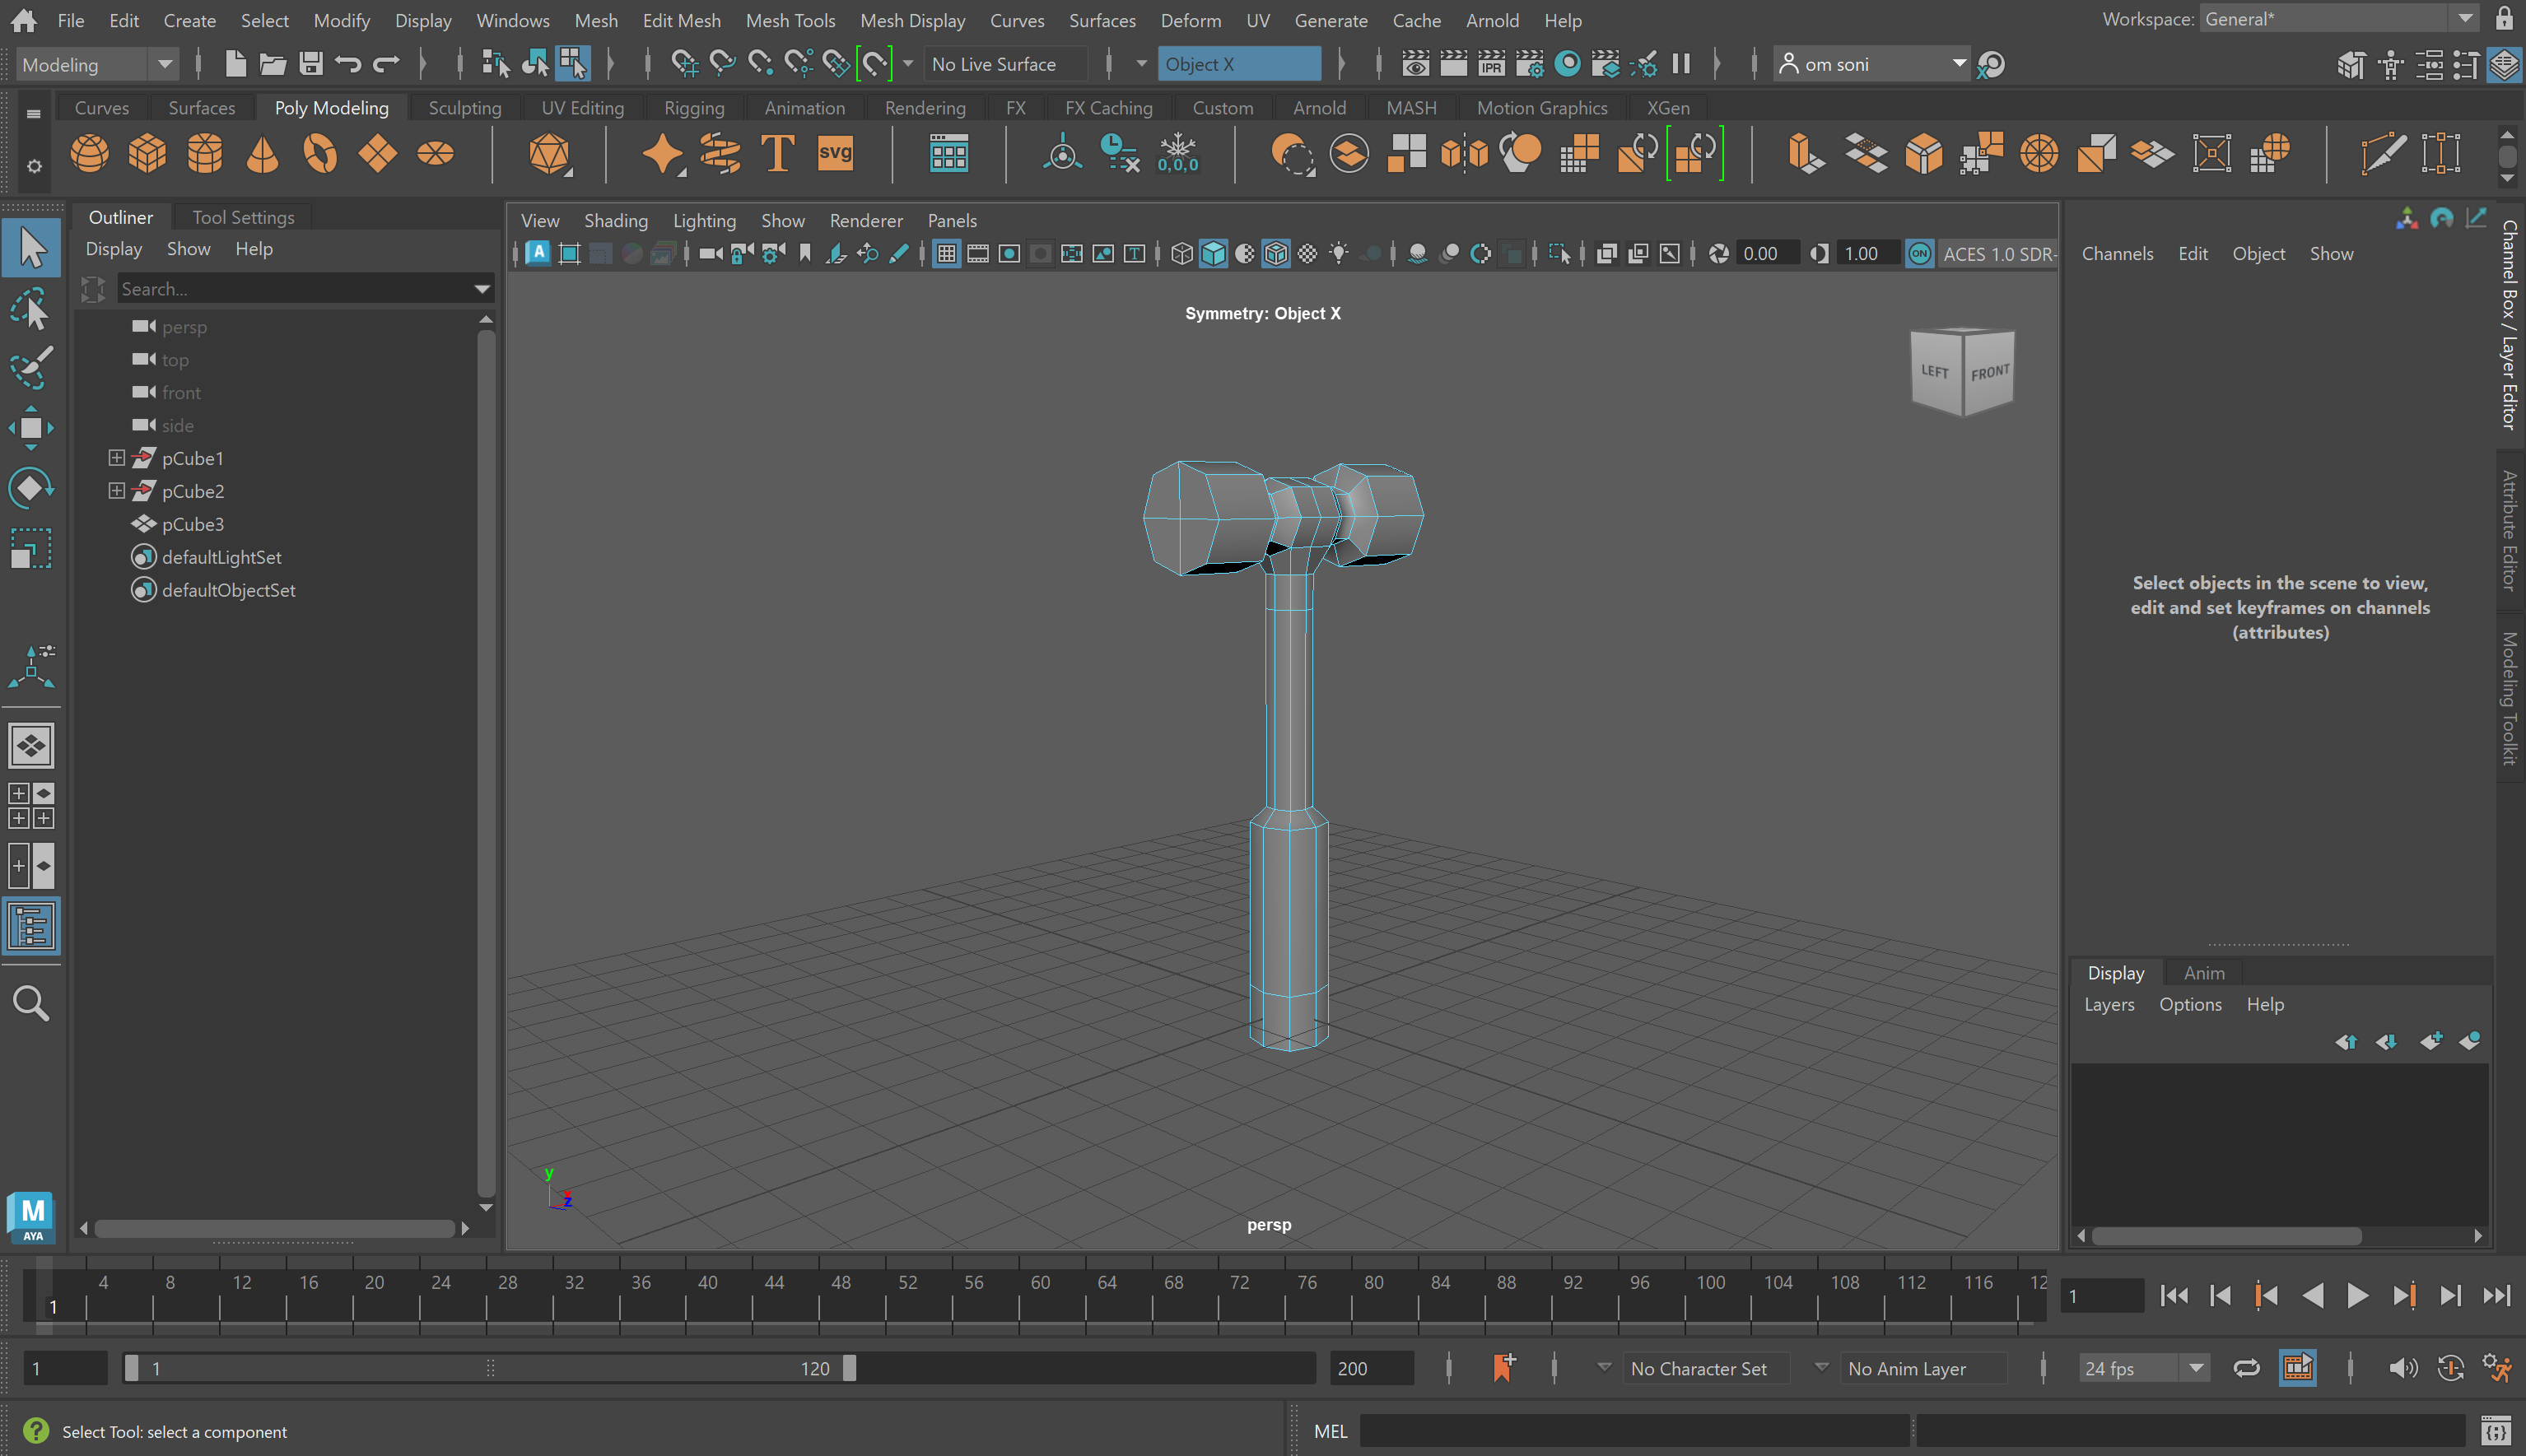 File Edit Create Select Modify Display Windows Mesh Edit Mesh Mesh Tools Mesh Display Curves Surfaces Deform UV Generate Cache Arnold Help Workspace: General*
Modeling No Live Surface Object X IPR om soni
Curves Surfaces Poly Modeling Sculpting UV Editing Rigging Animation Rendering FX FX Caching Custom Arnold MASH Motion Graphics XGen
T svg 0,0,0
Outliner Tool Settings
Display Show Help
Search...
persp
top
front
side
pCube1
pCube2
pCube3
defaultLightSet
defaultObjectSet
View Shading Lighting Show Renderer Panels
A T 0.00 1.00 ON ACES 1.0 SDR-
Symmetry: Object X
LEFT FRONT
y
x
z
persp
Channels Edit Object Show
Select objects in the scene to view,
edit and set keyframes on channels
(attributes)
Channel Box / Layer Editor
Attribute Editor
Modeling Toolkit
Display Anim
Layers Options Help
M
AYA
4 8 12 16 20 24 28 32 36 40 44 48 52 56 60 64 68 72 76 80 84 88 92 96 100 104 108 112 116 12
1 1
1 1 120 200 No Character Set No Anim Layer 24 fps
? Select Tool: select a component MEL {;}